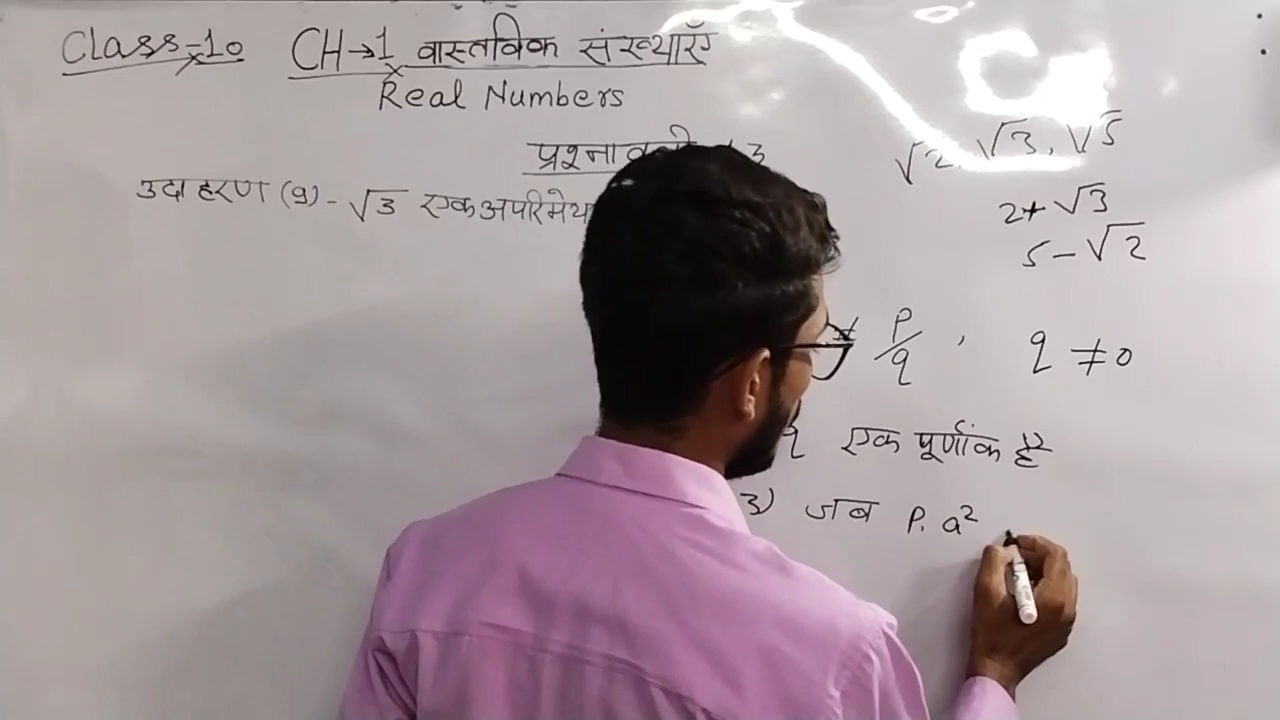 Class-10 CH→1 वास्तविक संख्याएँ
Real Numbers
√2, √3, √5
3
उदाहरण (9)- √3 एक अपरिमेय
2+√3
5-√2
≠ P/q , q ≠ 0
q एक पूर्णांक है
3) जब P. a²